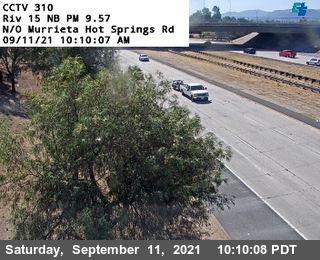 CCTV 310
Riv 15 NB PM 9.57
N/O Murrieta Hot Springs Rd
09/11/21 10:10:07 AM
Saturday, September 11, 2021 10:10:08 PDT